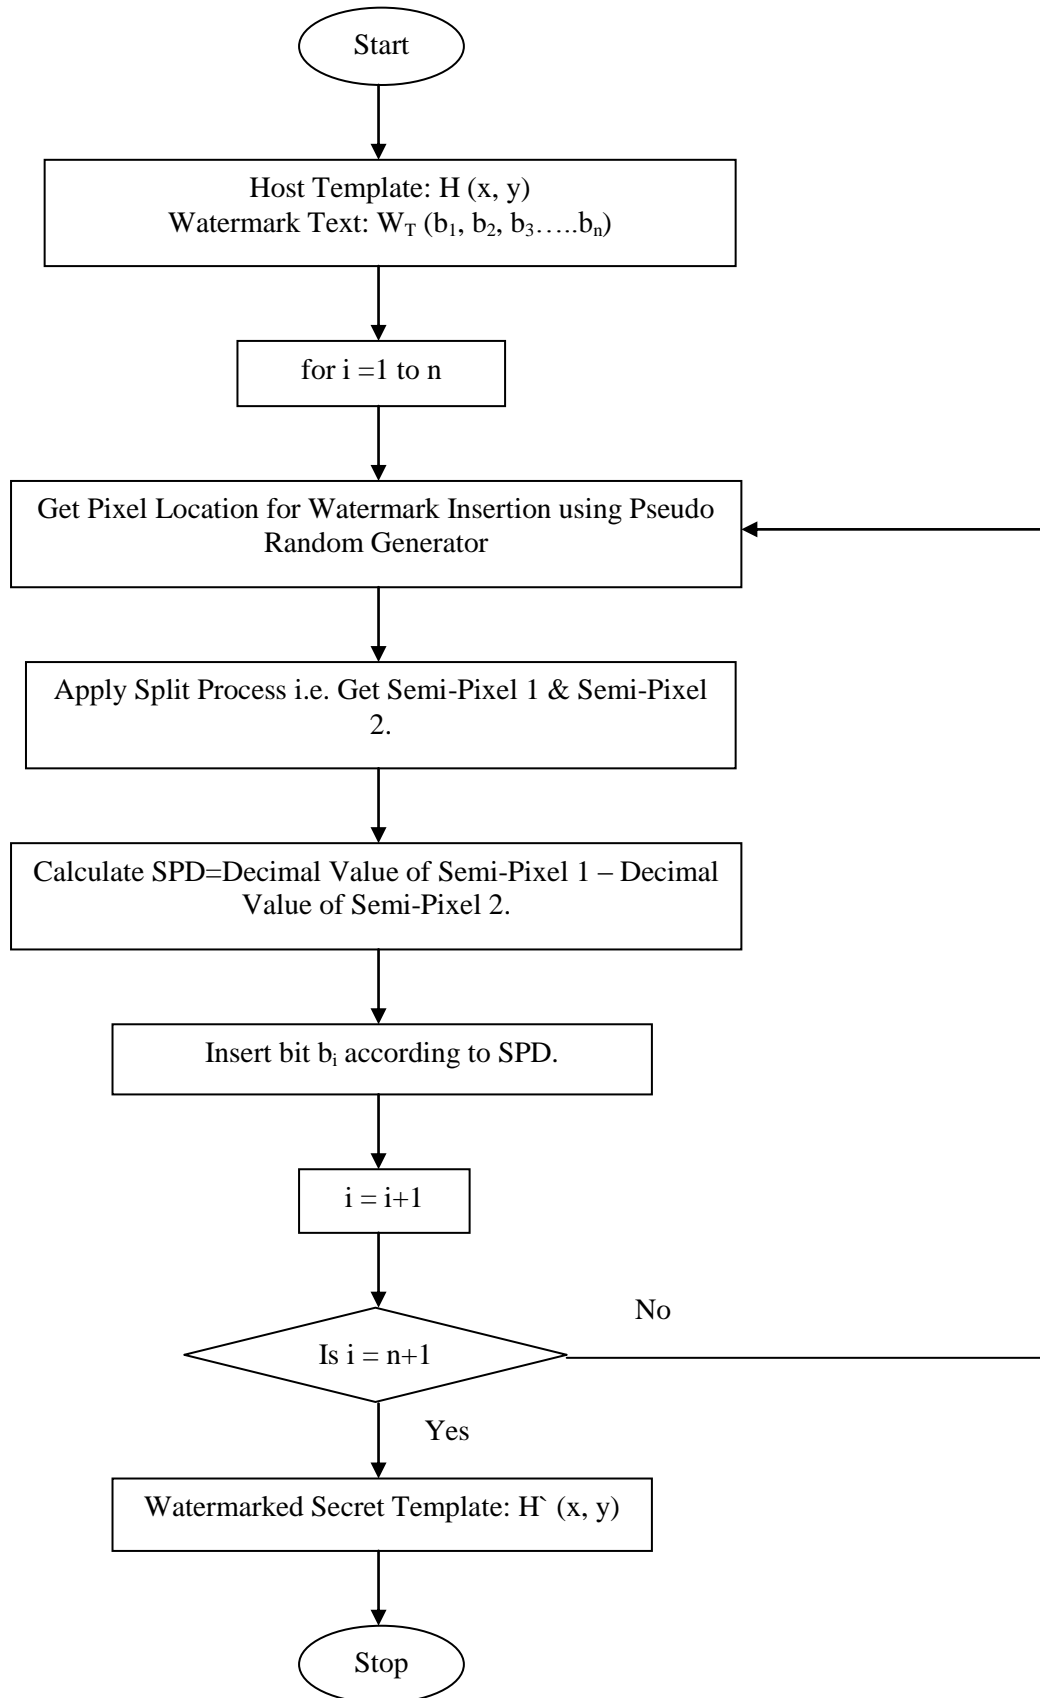 Start
Host Template: H (x, y)
Watermark Text: W_T (b₁, b₂, b₃…..bₙ)
for i =1 to n
Get Pixel Location for Watermark Insertion using Pseudo
Random Generator
Apply Split Process i.e. Get Semi-Pixel 1 & Semi-Pixel
2.
Calculate SPD=Decimal Value of Semi-Pixel 1 – Decimal
Value of Semi-Pixel 2.
Insert bit bᵢ according to SPD.
i = i+1
No
Is i = n+1
Yes
Watermarked Secret Template: H` (x, y)
Stop